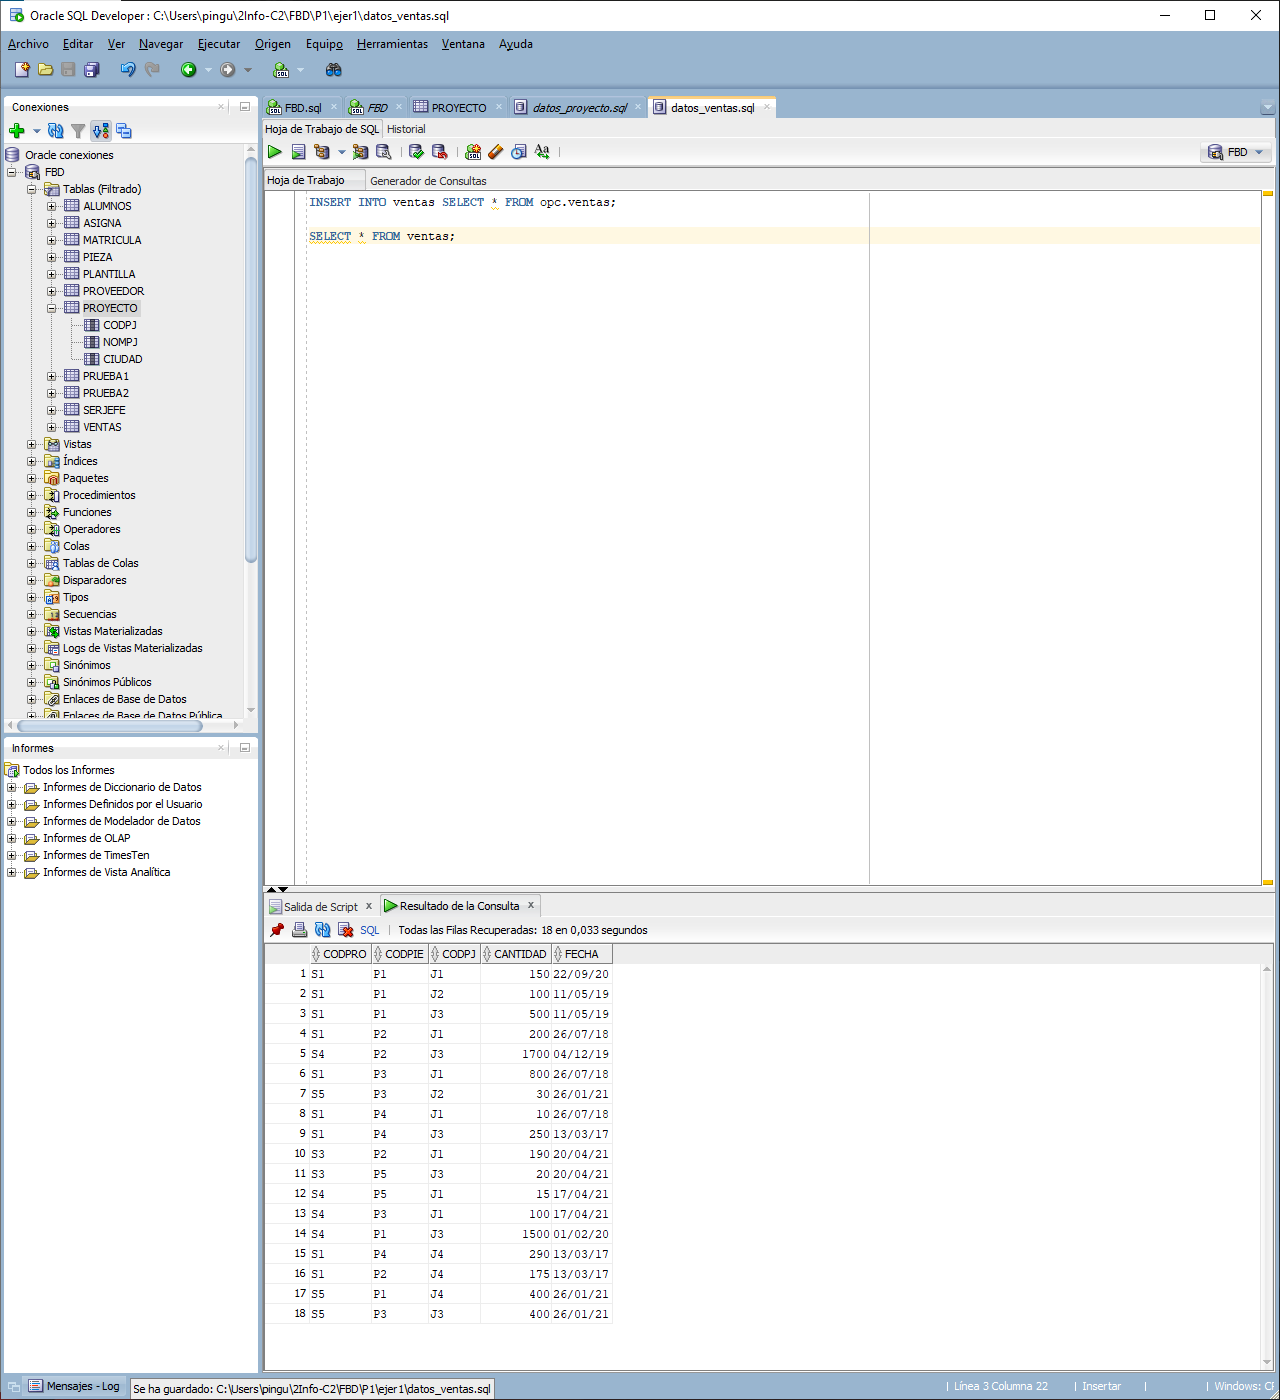 Oracle SQL Developer : C:\Users\pingu\2Info-C2\FBD\P1\ejer1\datos_ventas.sql
Archivo Editar Ver Navegar Ejecutar Origen Equipo Herramientas Ventana Ayuda
Conexiones
Oracle conexiones
FBD
Tablas (Filtrado)
ALUMNOS
ASIGNA
MATRICULA
PIEZA
PLANTILLA
PROVEEDOR
PROYECTO
CODPJ
NOMPJ
CIUDAD
PRUEBA1
PRUEBA2
SERJEFE
VENTAS
Vistas
Índices
Paquetes
Procedimientos
Funciones
Operadores
Colas
Tablas de Colas
Disparadores
Tipos
Secuencias
Vistas Materializadas
Logs de Vistas Materializadas
Sinónimos
Sinónimos Públicos
Enlaces de Base de Datos
Enlaces de Base de Datos Pública
Informes
Todos los Informes
Informes de Diccionario de Datos
Informes Definidos por el Usuario
Informes de Modelador de Datos
Informes de OLAP
Informes de TimesTen
Informes de Vista Analítica
FBD.sql FBD PROYECTO datos_proyecto.sql datos_ventas.sql
Hoja de Trabajo de SQL Historial
FBD
Hoja de Trabajo Generador de Consultas
INSERT INTO ventas SELECT * FROM opc.ventas;
SELECT * FROM ventas;
Salida de Script x Resultado de la Consulta x
SQL | Todas las Filas Recuperadas: 18 en 0,033 segundos
CODPRO CODPIE CODPJ CANTIDAD FECHA
1 S1 P1 J1 150 22/09/20
2 S1 P1 J2 100 11/05/19
3 S1 P1 J3 500 11/05/19
4 S1 P2 J1 200 26/07/18
5 S4 P2 J3 1700 04/12/19
6 S1 P3 J1 800 26/07/18
7 S5 P3 J2 30 26/01/21
8 S1 P4 J1 10 26/07/18
9 S1 P4 J3 250 13/03/17
10 S3 P2 J1 190 20/04/21
11 S3 P5 J3 20 20/04/21
12 S4 P5 J1 15 17/04/21
13 S4 P3 J1 100 17/04/21
14 S4 P1 J3 1500 01/02/20
15 S1 P4 J4 290 13/03/17
16 S1 P2 J4 175 13/03/17
17 S5 P1 J4 400 26/01/21
18 S5 P3 J3 400 26/01/21
Mensajes - Log Se ha guardado: C:\Users\pingu\2Info-C2\FBD\P1\ejer1\datos_ventas.sql | Línea 3 Columna 22 | Insertar | | Windows: CR